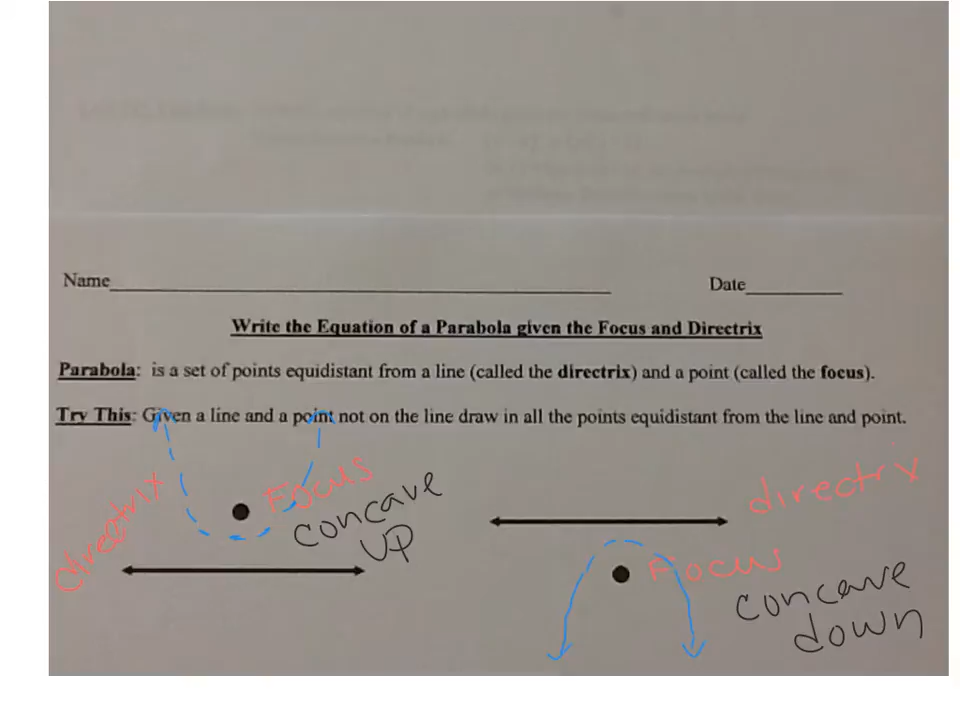 Name
Date
Write the Equation of a Parabola given the Focus and Directrix
Parabola: is a set of points equidistant from a line (called the directrix) and a point (called the focus).
Try This: Given a line and a point not on the line draw in all the points equidistant from the line and point.
directrix
Focus
concave
UP
directrix
Focus
concave
down